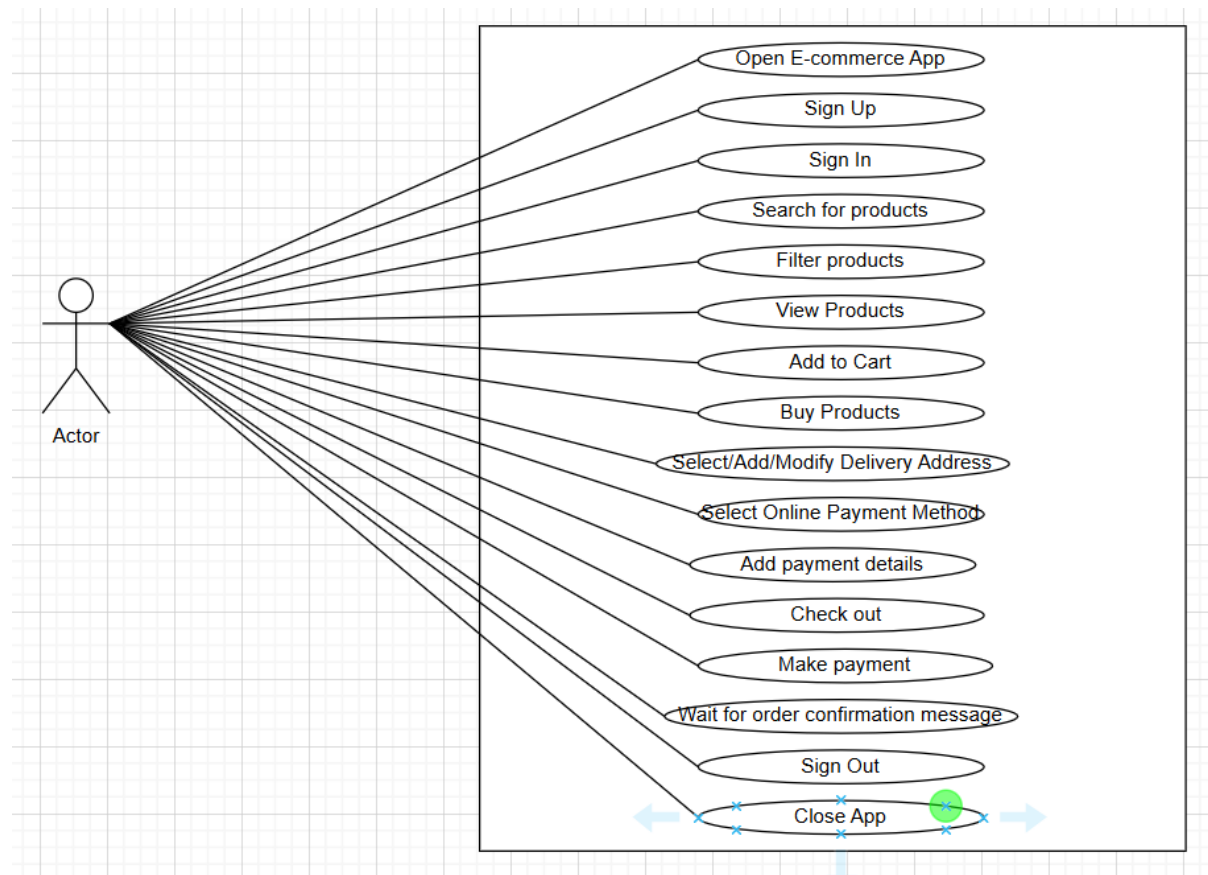 Open E-commerce App
Sign Up
Sign In
Search for products
Filter products
View Products
Add to Cart
Buy Products
Actor
Select/Add/Modify Delivery Address
Select Online Payment Method
Add payment details
Check out
Make payment
Wait for order confirmation message
Sign Out
Close App